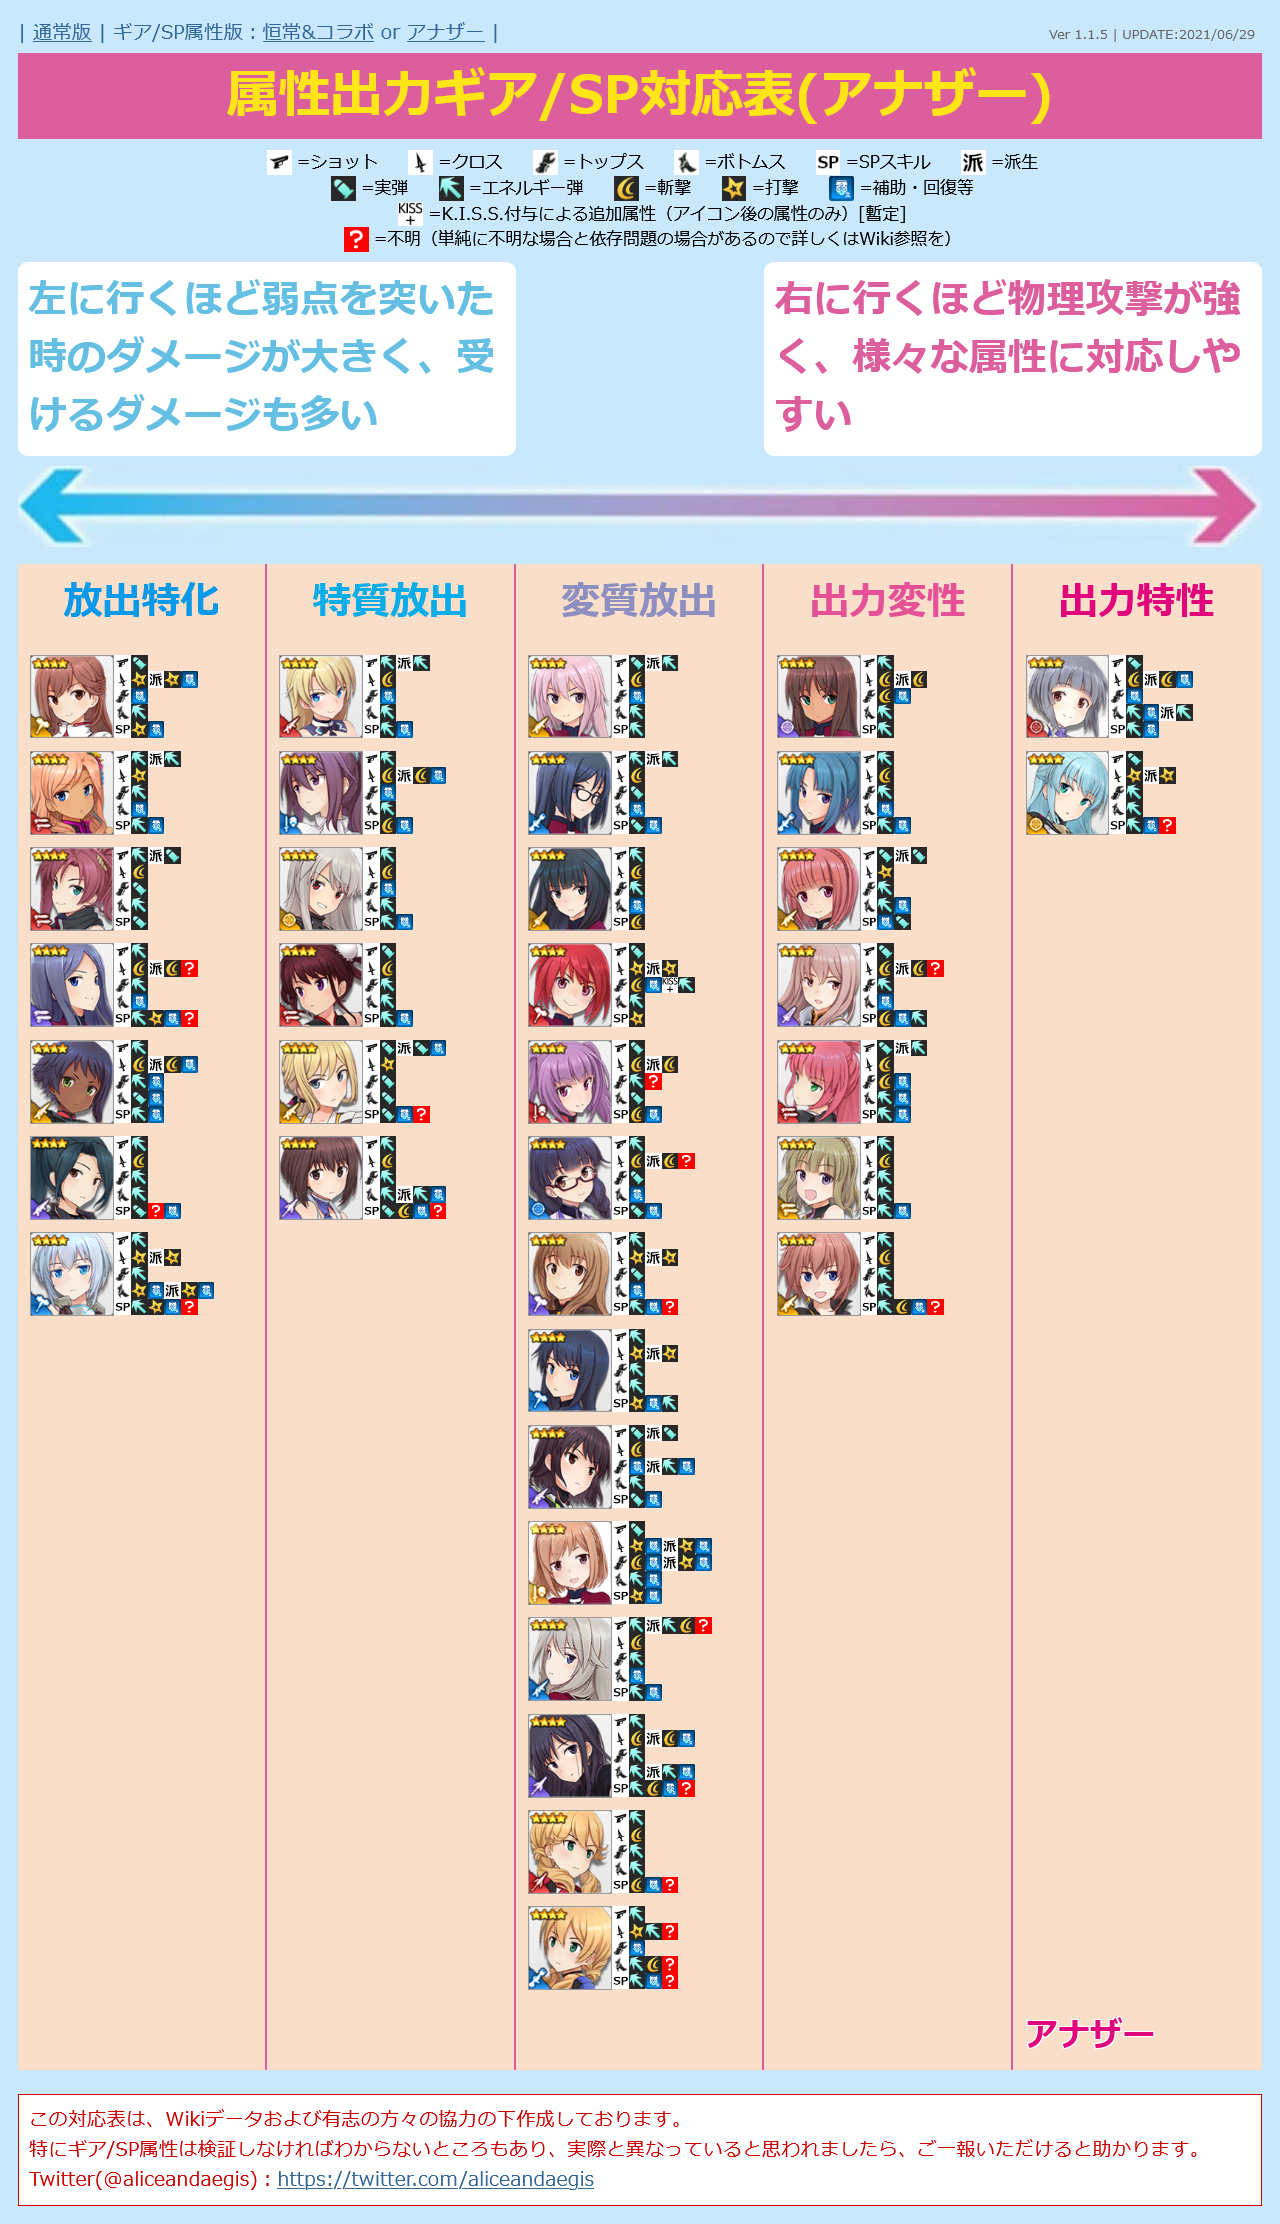 | 通常版 | ギア/SP属性版：恒常&コラボ or アナザー |
Ver 1.1.5 | UPDATE:2021/06/29
属性出力ギア/SP対応表(アナザー)
=ショット =クロス =トップス =ボトムス SP =SPスキル 派 =派生
=実弾 =エネルギー弾 =斬撃 =打撃 =補助・回復等
KISS+ =K.I.S.S.付与による追加属性（アイコン後の属性のみ）[暫定]
? =不明（単純に不明な場合と依存問題の場合があるので詳しくはWiki参照を）
左に行くほど弱点を突いた
時のダメージが大きく、受
けるダメージも多い
右に行くほど物理攻撃が強
く、様々な属性に対応しや
すい
放出特化 特質放出 変質放出 出力変性 出力特性
アナザー
この対応表は、Wikiデータおよび有志の方々の協力の下作成しております。
特にギア/SP属性は検証しなければわからないところもあり、実際と異なっていると思われましたら、ご一報いただけると助かります。
Twitter(@aliceandaegis)：https://twitter.com/aliceandaegis